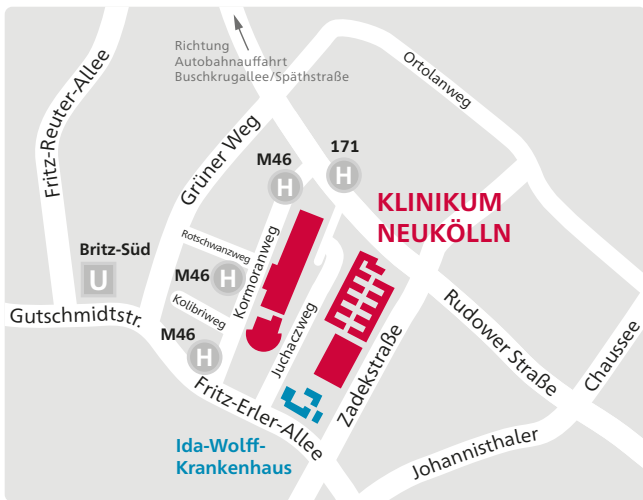 Richtung
Autobahnauffahrt
Buschkrugallee/Späthstraße
Ortolanweg
Fritz-Reuter-Allee
Grüner Weg
171
H
M46
H
KLINIKUM
NEUKÖLLN
Britz-Süd
U
Rotschwanzweg
M46
H
Kormoranweg
Kolibriweg
Gutschmidtstr.
M46
H
Juchaczweg
Zadekstraße
Rudower Straße
Chaussee
Fritz-Erler-Allee
Ida-Wolff-
Krankenhaus
Johannisthaler